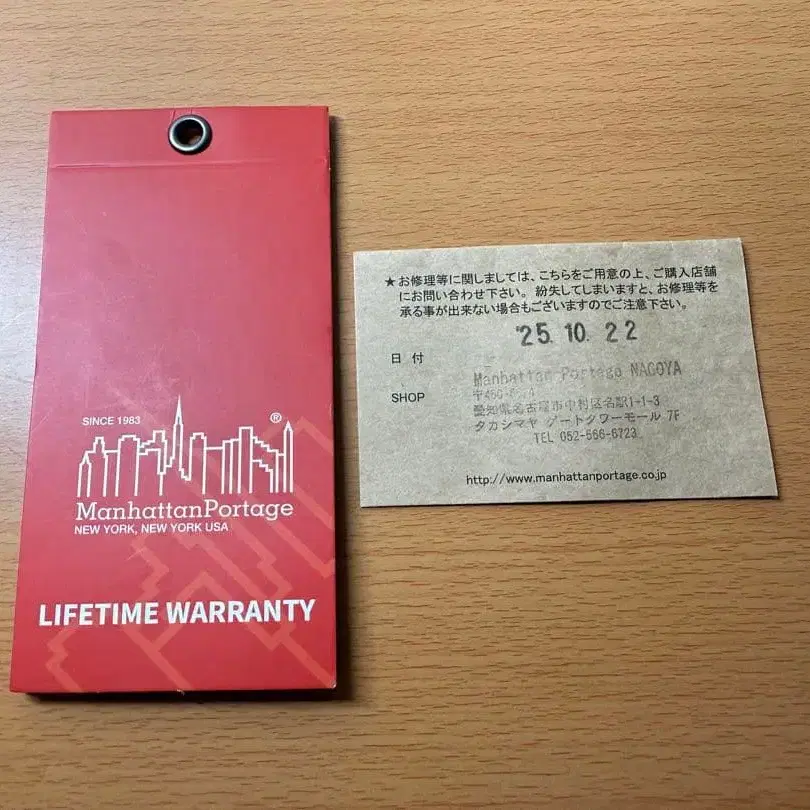 SINCE 1983
®
ManhattanPortage
NEW YORK, NEW YORK USA
LIFETIME WARRANTY
★お修理等に関しましては、こちらをご用意の上、ご購入店舗
にお問い合わせ下さい。紛失してしまいますと、お修理等を
承る事が出来ない場合もございますのでご注意下さい。
日 付
'25.10.22
SHOP
Manhattan Portage NAGOYA
愛知県名古屋市中村区名駅1-1-3
タカシマヤ ゲートタワーモール 7F
TEL 052-566-6723
http://www.manhattanportage.co.jp